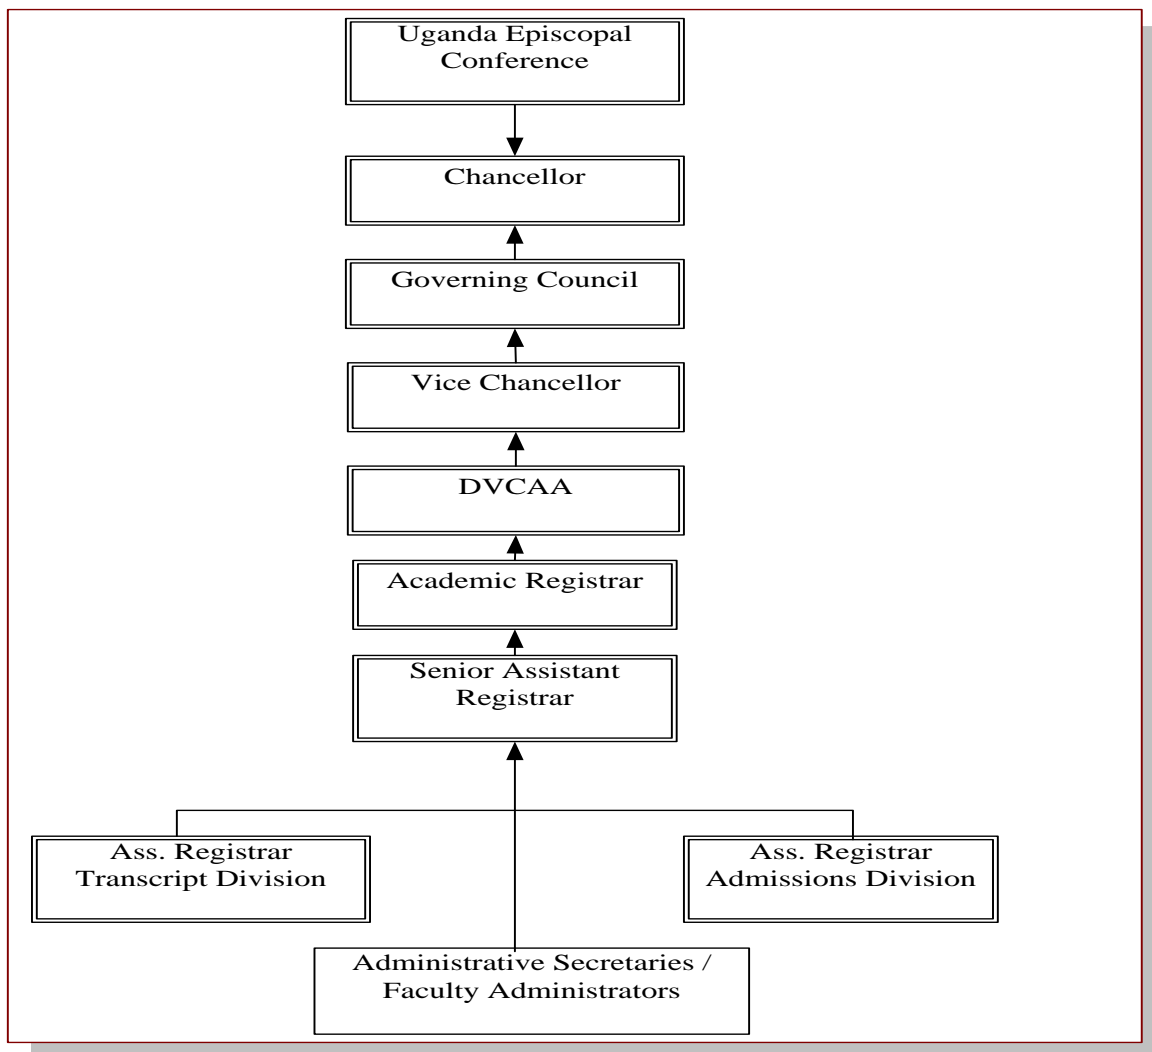 Uganda Episcopal
Conference
Chancellor
Governing Council
Vice Chancellor
DVCAA
Academic Registrar
Senior Assistant
Registrar
Ass. Registrar
Transcript Division
Ass. Registrar
Admissions Division
Administrative Secretaries /
Faculty Administrators